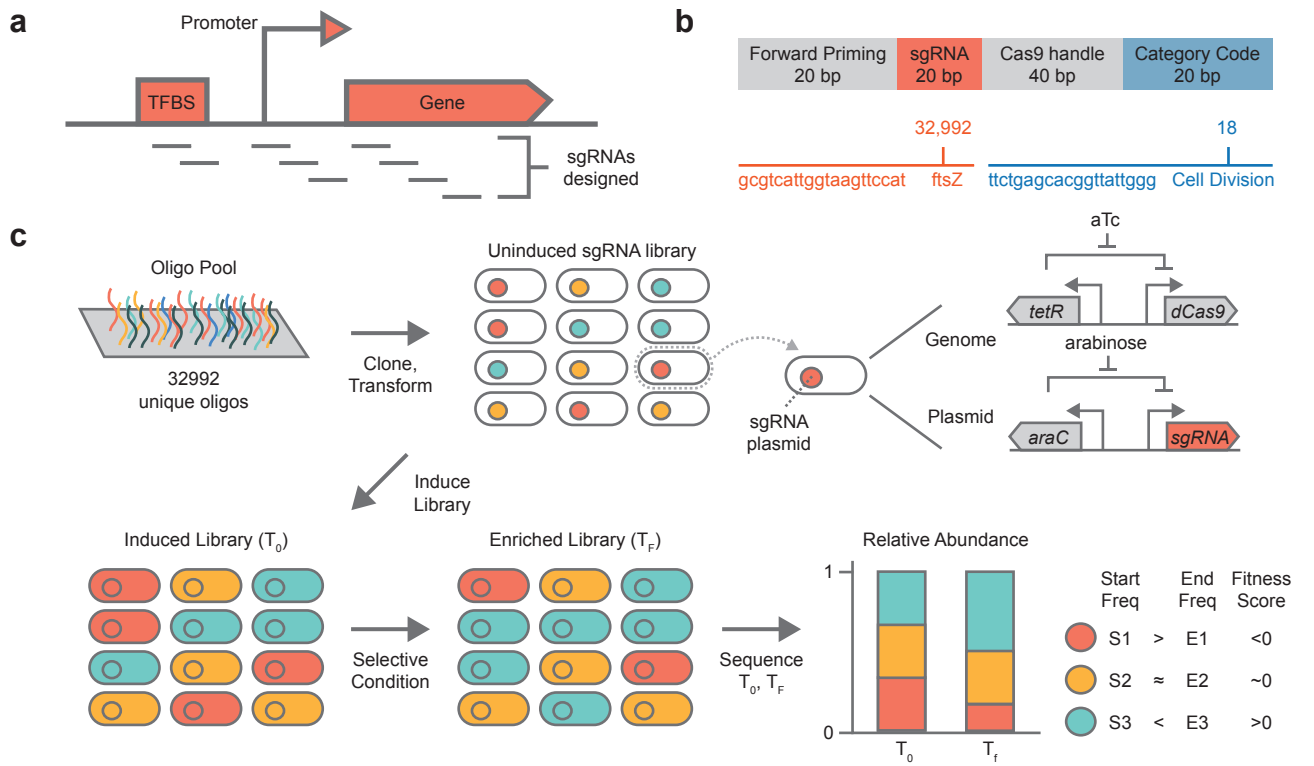 a
Promoter
TFBS
Gene
sgRNAs
designed
b
Forward Priming
20 bp
sgRNA
20 bp
Cas9 handle
40 bp
Category Code
20 bp
32,992
18
gcgtcattggtaagttccat
ftsZ
ttctgagcacggttattggg
Cell Division
c
Oligo Pool
32992
unique oligos
Clone,
Transform
Uninduced sgRNA library
sgRNA
plasmid
Genome
Plasmid
aTc
tetR
dCas9
arabinose
araC
sgRNA
Induce
Library
Induced Library (T0)
Selective
Condition
Enriched Library (TF)
Sequence
T0, TF
Relative Abundance
1
0
T0
Tf
Start
Freq
End
Freq
Fitness
Score
S1 > E1 <0
S2 ≈ E2 ~0
S3 < E3 >0